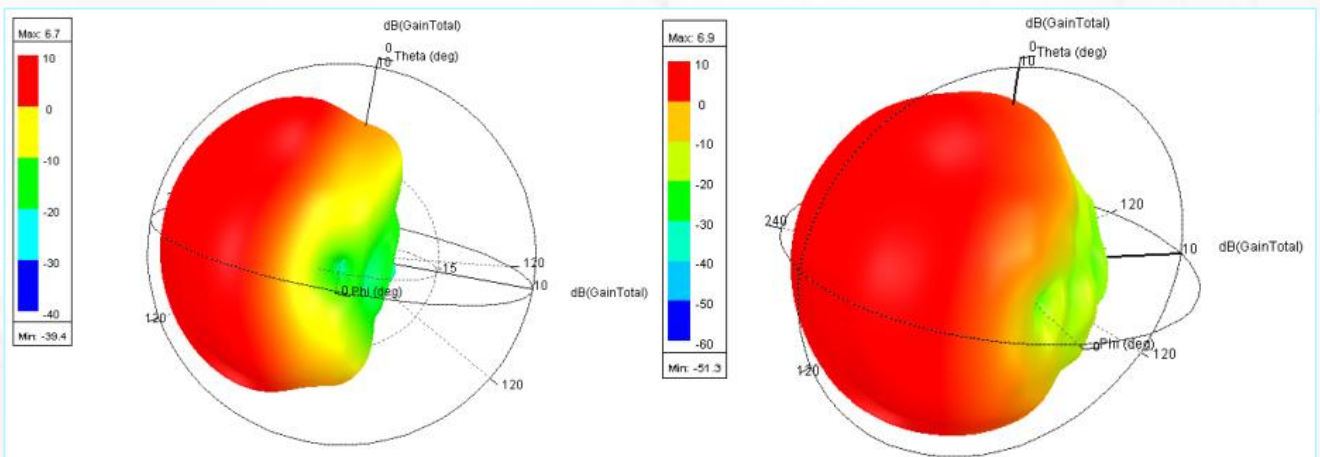 dB(GainTotal)
Max: 6.7
0
Theta (deg)
10
10
0
-10
-20
-30
-40
Min: -39.4
120
-15
10
dB(GainTotal)
-0 Phi (deg)
120
120
dB(GainTotal)
Max: 6.9
0
Theta (deg)
10
10
0
-10
-20
-30
-40
-50
-60
Min: -51.3
240
120
10
dB(GainTotal)
-0
Phi (deg)
120
120